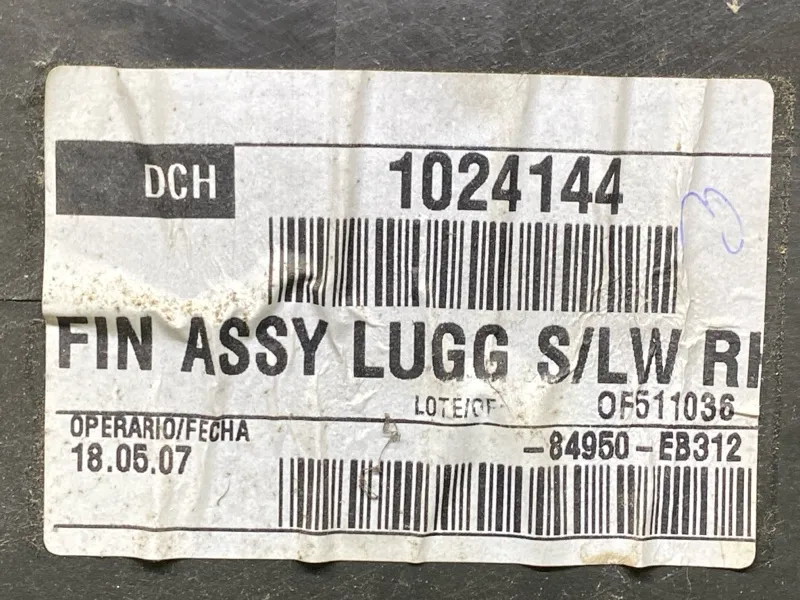 DCH 1024144
FIN ASSY LUGG S/LW
LOTE/OF OF511036
OPERARIO/FECHA
18.05.07
-84950-EB312